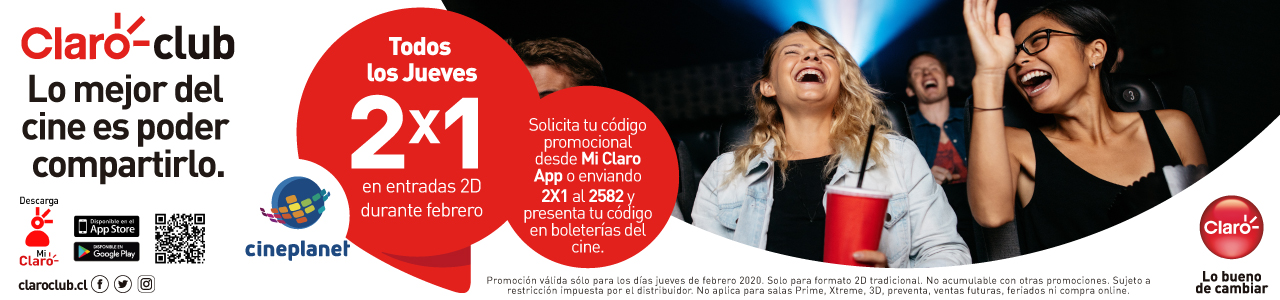 Claro-club
Lo mejor del
cine es poder
compartirlo.
Descarga
Mi
Claro
Disponible en el
App Store
DISPONIBLE EN
Google Play
claroclub.cl
cineplanet
Todos
los Jueves
2x1
en entradas 2D
durante febrero
Solicita tu código
promocional
desde Mi Claro
App o enviando
2X1 al 2582 y
presenta tu código
en boleterías del
cine.
3
Claro
Lo bueno
de cambiar
Promoción válida sólo para los días jueves de febrero 2020. Solo para formato 2D tradicional. No acumulable con otras promociones. Sujeto a
restricción impuesta por el distribuidor. No aplica para salas Prime, Xtreme, 3D, preventa, ventas futuras, feriados ni compra online.